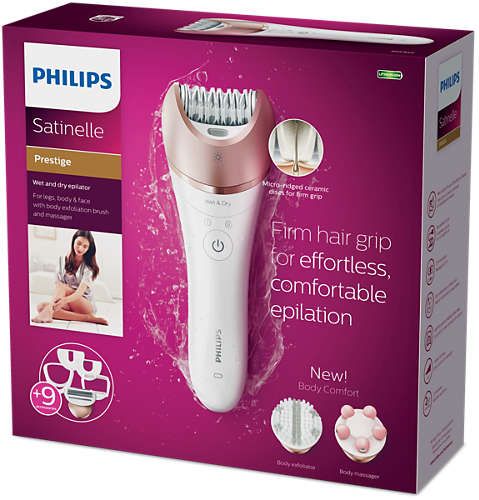 PHILIPS
Satinelle
Prestige
Wet and dry epilator
For legs, body & face
with body exfoliation brush
and massager
+9
Wet & Dry
PHILIPS
Micro-ridged ceramic
discs for firm grip
Firm hair grip
for effortless,
comfortable
epilation
New!
Body Comfort
Body exfoliator
Body massager
PHILIPS
Satinelle
Prestige